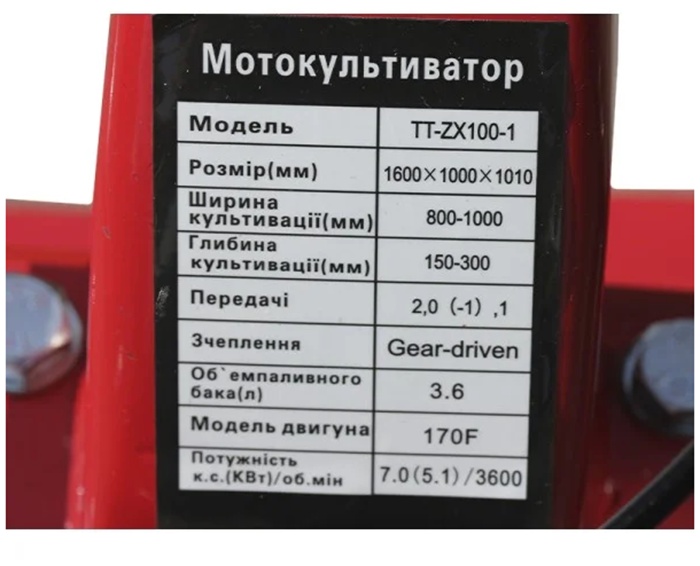 Мотокультиватор
Модель TT-ZX100-1
Розмір(мм) 1600×1000×1010
Ширина
культивації(мм) 800-1000
Глибина
культивації(мм) 150-300
Передачі 2,0 (-1) ,1
Зчеплення Gear-driven
Об`емпаливного
бака(л) 3.6
Модель двигуна 170F
Потужність
к.с.(КВт)/об.мін 7.0(5.1)/3600